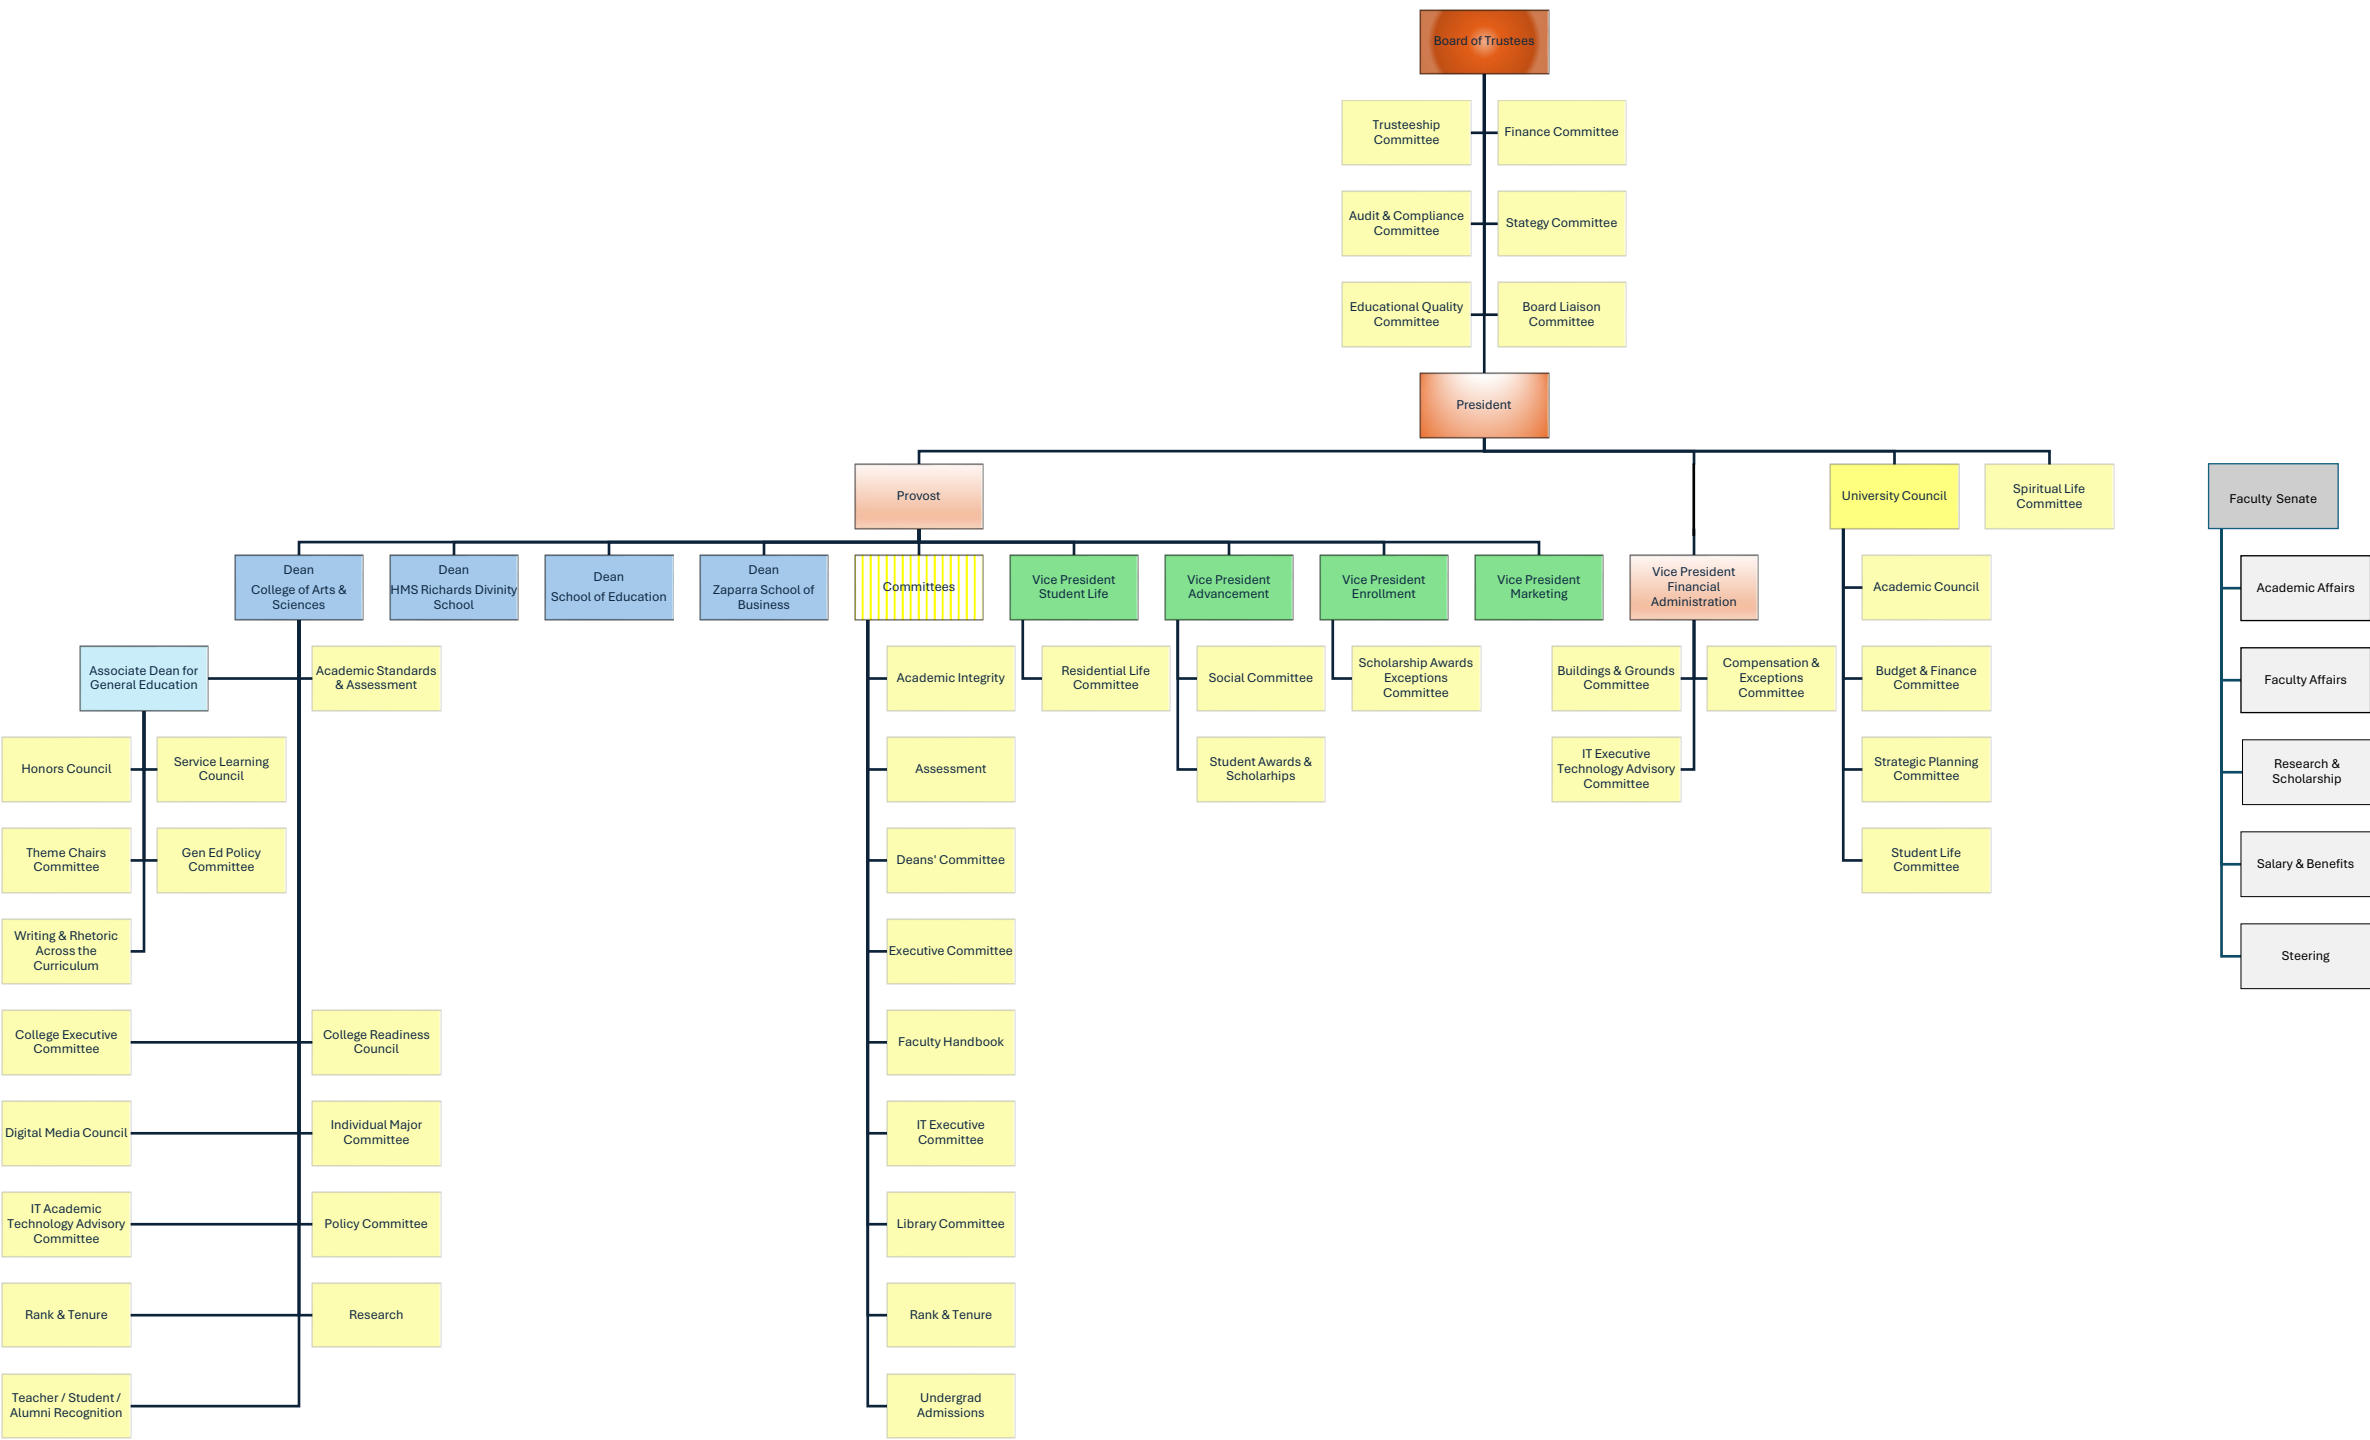 Board of Trustees
Trusteeship
Committee
Finance Committee
Audit & Compliance
Committee
Stategy Committee
Educational Quality
Committee
Board Liaison
Committee
President
Provost
University Council
Spiritual Life
Committee
Faculty Senate
Dean
College of Arts &
Sciences
Dean
HMS Richards Divinity
School
Dean
School of Education
Dean
Zaparra School of
Business
Committees
Vice President
Student Life
Vice President
Advancement
Vice President
Enrollment
Vice President
Marketing
Vice President
Financial
Administration
Academic Council
Academic Affairs
Associate Dean for
General Education
Academic Standards
& Assessment
Academic Integrity
Residential Life
Committee
Social Committee
Scholarship Awards
Exceptions
Committee
Buildings & Grounds
Committee
Compensation &
Exceptions
Committee
Budget & Finance
Committee
Faculty Affairs
Honors Council
Service Learning
Council
Assessment
Student Awards &
Scholarhips
IT Executive
Technology Advisory
Committee
Strategic Planning
Committee
Research &
Scholarship
Theme Chairs
Committee
Gen Ed Policy
Committee
Deans' Committee
Student Life
Committee
Salary & Benefits
Writing & Rhetoric
Across the
Curriculum
Executive Committee
Steering
College Executive
Committee
College Readiness
Council
Faculty Handbook
Digital Media Council
Individual Major
Committee
IT Executive
Committee
IT Academic
Technology Advisory
Committee
Policy Committee
Library Committee
Rank & Tenure
Research
Rank & Tenure
Teacher / Student /
Alumni Recognition
Undergrad
Admissions